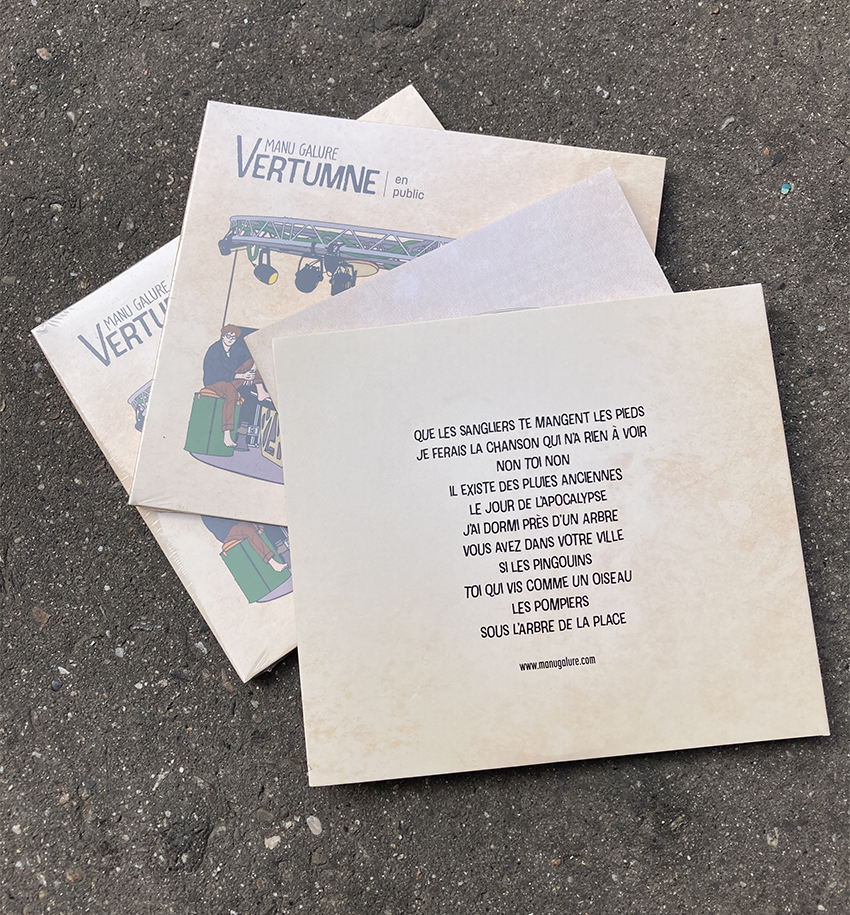 MANU GALURE
VERTUMNE
en
public
MANU GALURE
VERTU
QUE LES SANGLIERS TE MANGENT LES PIEDS
JE FERAIS LA CHANSON QUI N'A RIEN À VOIR
NON TOI NON
IL EXISTE DES PLUIES ANCIENNES
LE JOUR DE L'APOCALYPSE
J'AI DORMI PRÈS D'UN ARBRE
VOUS AVEZ DANS VOTRE VILLE
SI LES PINGOUINS
TOI QUI VIS COMME UN OISEAU
LES POMPIERS
SOUS L'ARBRE DE LA PLACE
www.manugalure.com